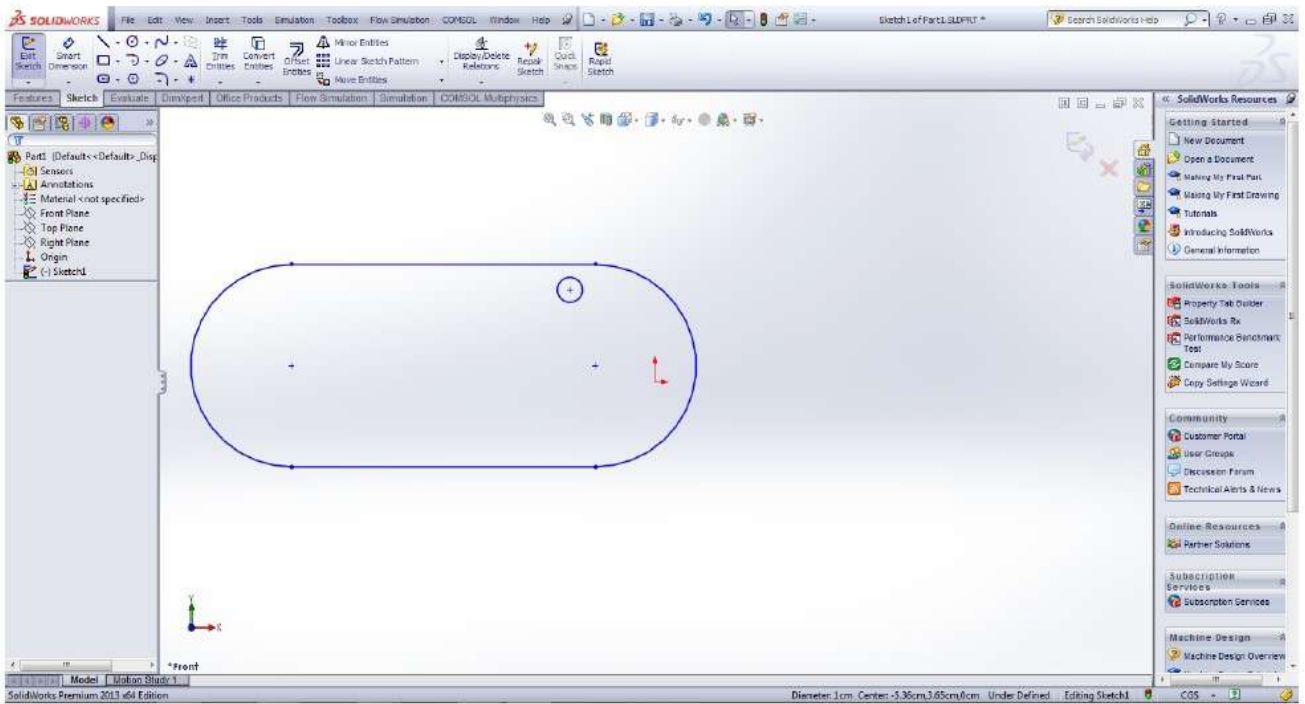 SOLIDWORKS File Edit View Insert Tools Simulation Toolbox Flow Simulation COMSOL Window Help Sketch1 of Part1.SLDPRT * Search SolidWorks Help
Exit Sketch
Smart Dimension
Trim Entities
Convert Entities
Offset Entities
Mirror Entities
Linear Sketch Pattern
Move Entities
Display/Delete Relations
Repair Sketch
Quick Snaps
Rapid Sketch
Features Sketch Evaluate DimXpert Office Products Flow Simulation Simulation COMSOL Multiphysics
Part1 (Default<<Default>_Disp
Sensors
Annotations
Material <not specified>
Front Plane
Top Plane
Right Plane
Origin
(-) Sketch1
Y
X
*Front
SolidWorks Resources
Getting Started
New Document
Open a Document
Making My First Part
Making My First Drawing
Tutorials
Introducing SolidWorks
General Information
SolidWorks Tools
Property Tab Builder
SolidWorks Rx
Performance Benchmark
Test
Compare My Score
Copy Settings Wizard
Community
Customer Portal
User Groups
Discussion Forum
Technical Alerts & News
Online Resources
Partner Solutions
Subscription
Services
Subscription Services
Machine Design
Machine Design Overview
Model Motion Study 1
SolidWorks Premium 2013 x64 Edition Diameter: 1cm Center: -5.36cm,3.65cm,0cm Under Defined Editing Sketch1 CGS